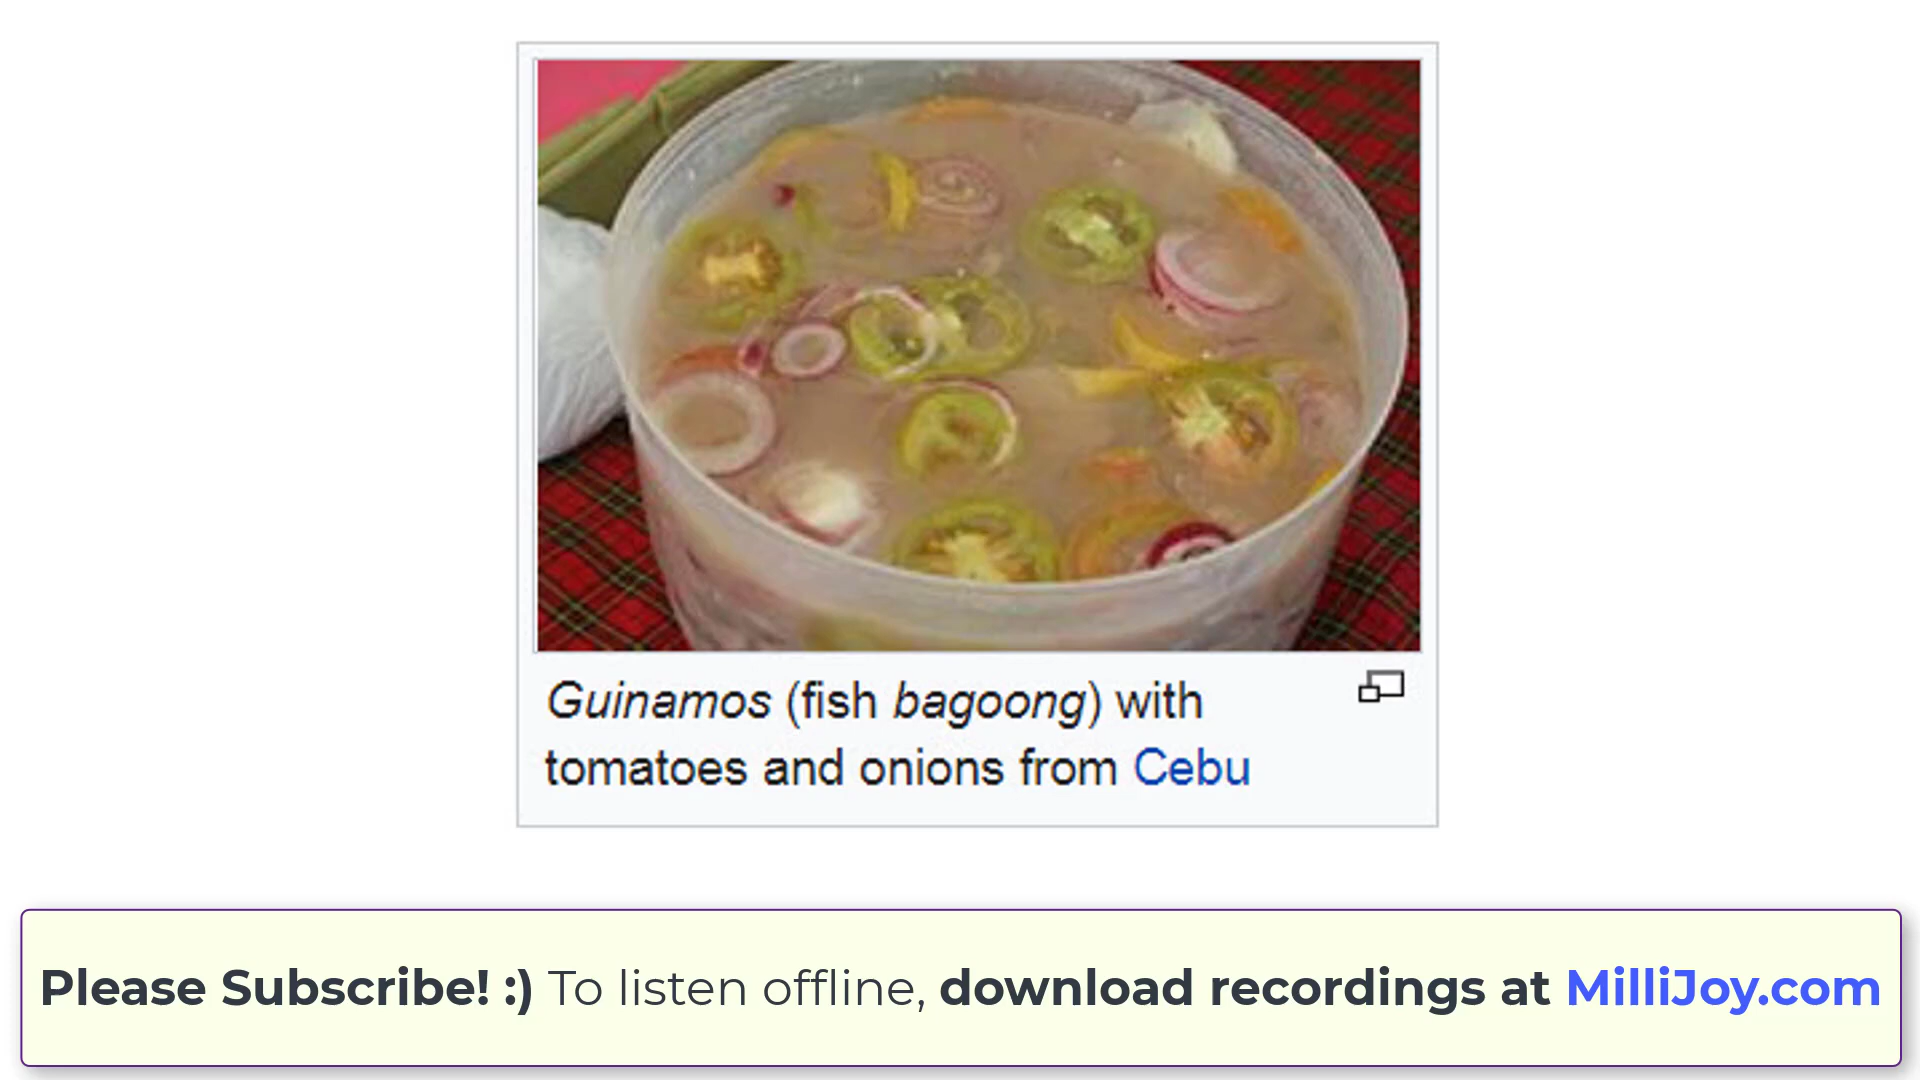 Guinamos (fish bagoong) with
tomatoes and onions from Cebu
Please Subscribe! :) To listen offline, download recordings at MilliJoy.com